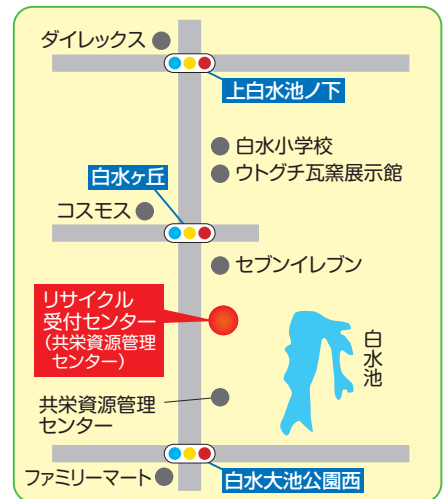 ダイレックス
上白水池ノ下
白水小学校
ウトグチ瓦窯展示館
白水ヶ丘
コスモス
セブンイレブン
リサイクル
受付センター
(共栄資源管理
センター)
白水池
共栄資源管理
センター
ファミリーマート
白水大池公園西